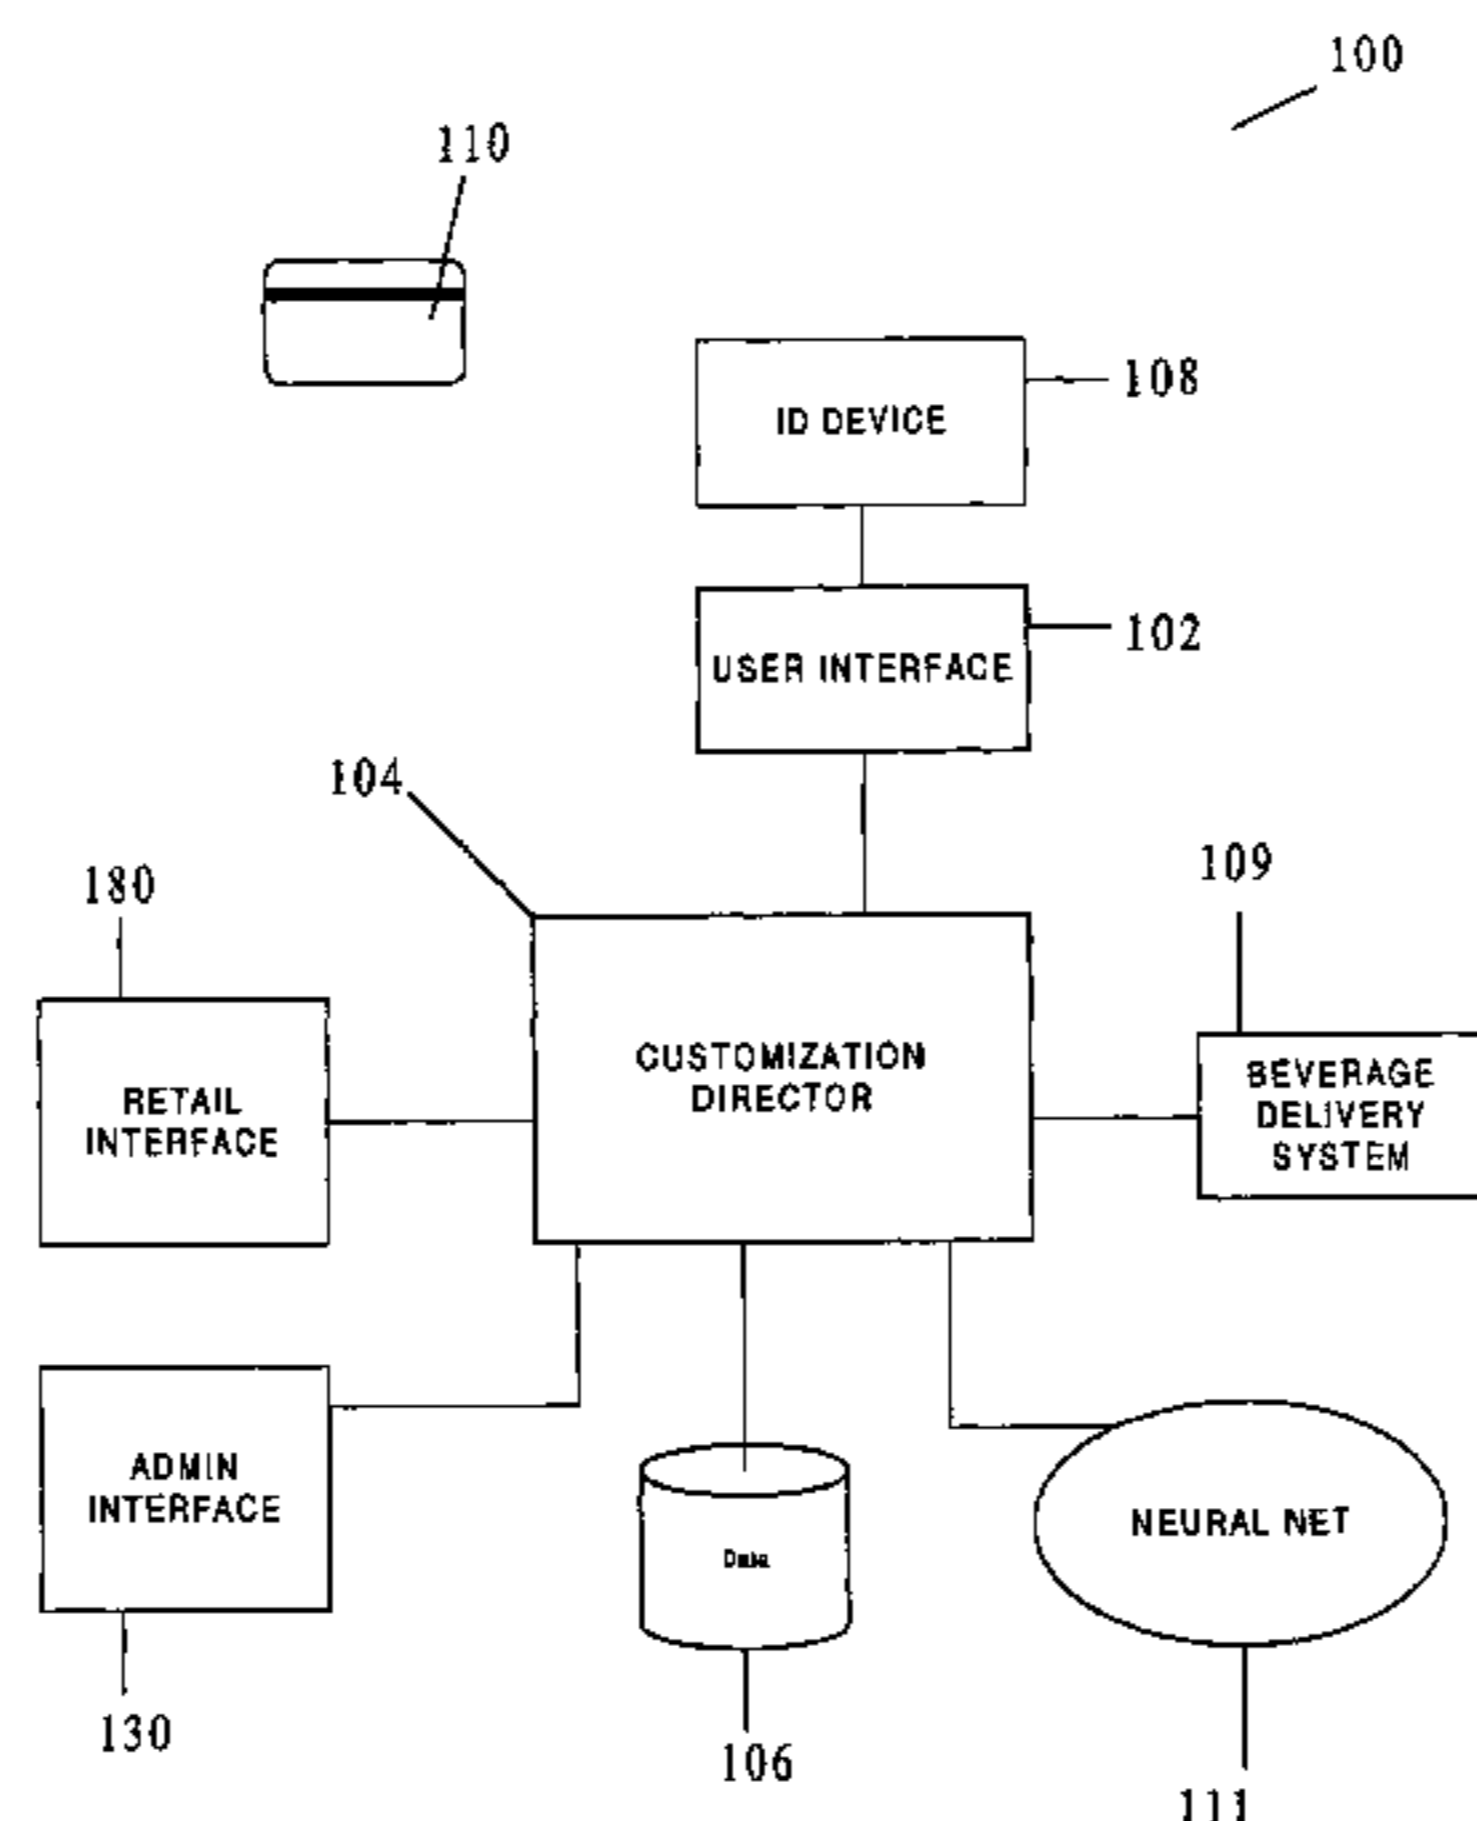 100
110
ID DEVICE
108
USER INTERFACE
102
104
180
109
CUSTOMIZATION
DIRECTOR
RETAIL
INTERFACE
BEVERAGE
DELIVERY
SYSTEM
ADMIN
INTERFACE
Data
NEURAL NET
130
106
111